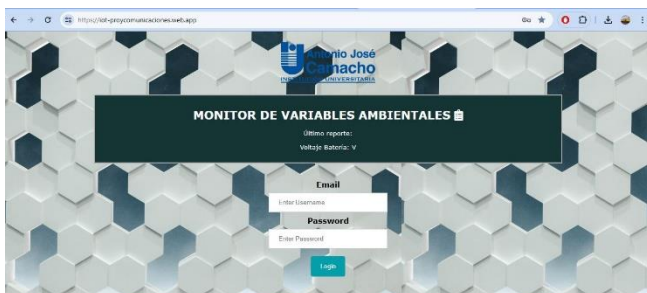 https://iot-proycomunicaciones.web.app
Antonio José
Camacho
INSTITUCIÓN UNIVERSITARIA
MONITOR DE VARIABLES AMBIENTALES
Último reporte:
Voltaje Batería: V
Email
Enter Username
Password
Enter Password
Login